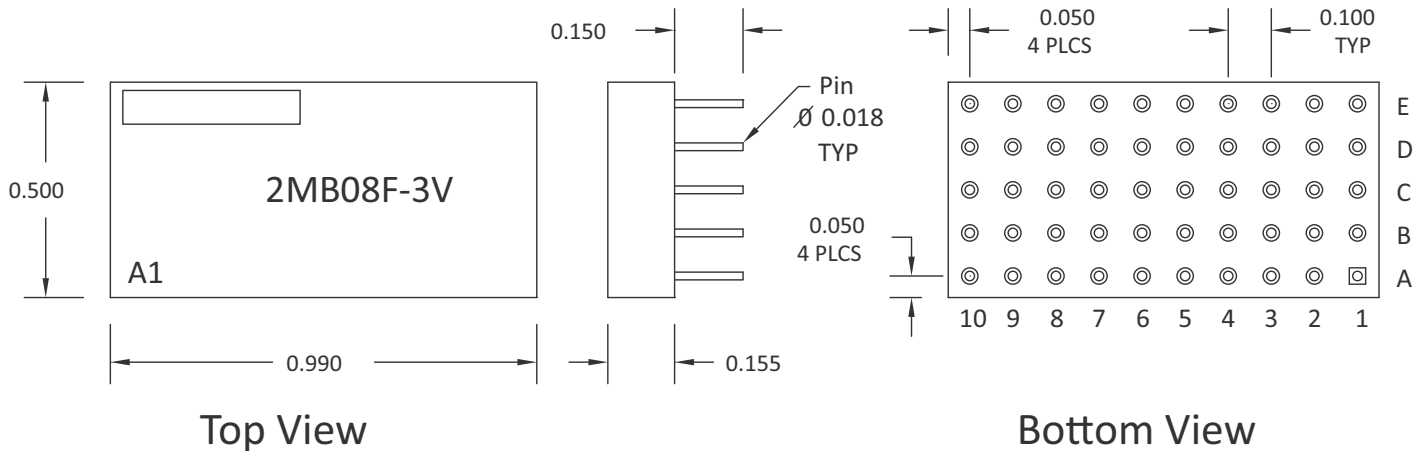 0.500
2MB08F-3V
A1
0.990
Top View
0.150
Pin
Ø 0.018
TYP
0.155
0.050
4 PLCS
0.100
TYP
0.050
4 PLCS
E
D
C
B
A
10 9 8 7 6 5 4 3 2 1
Bottom View